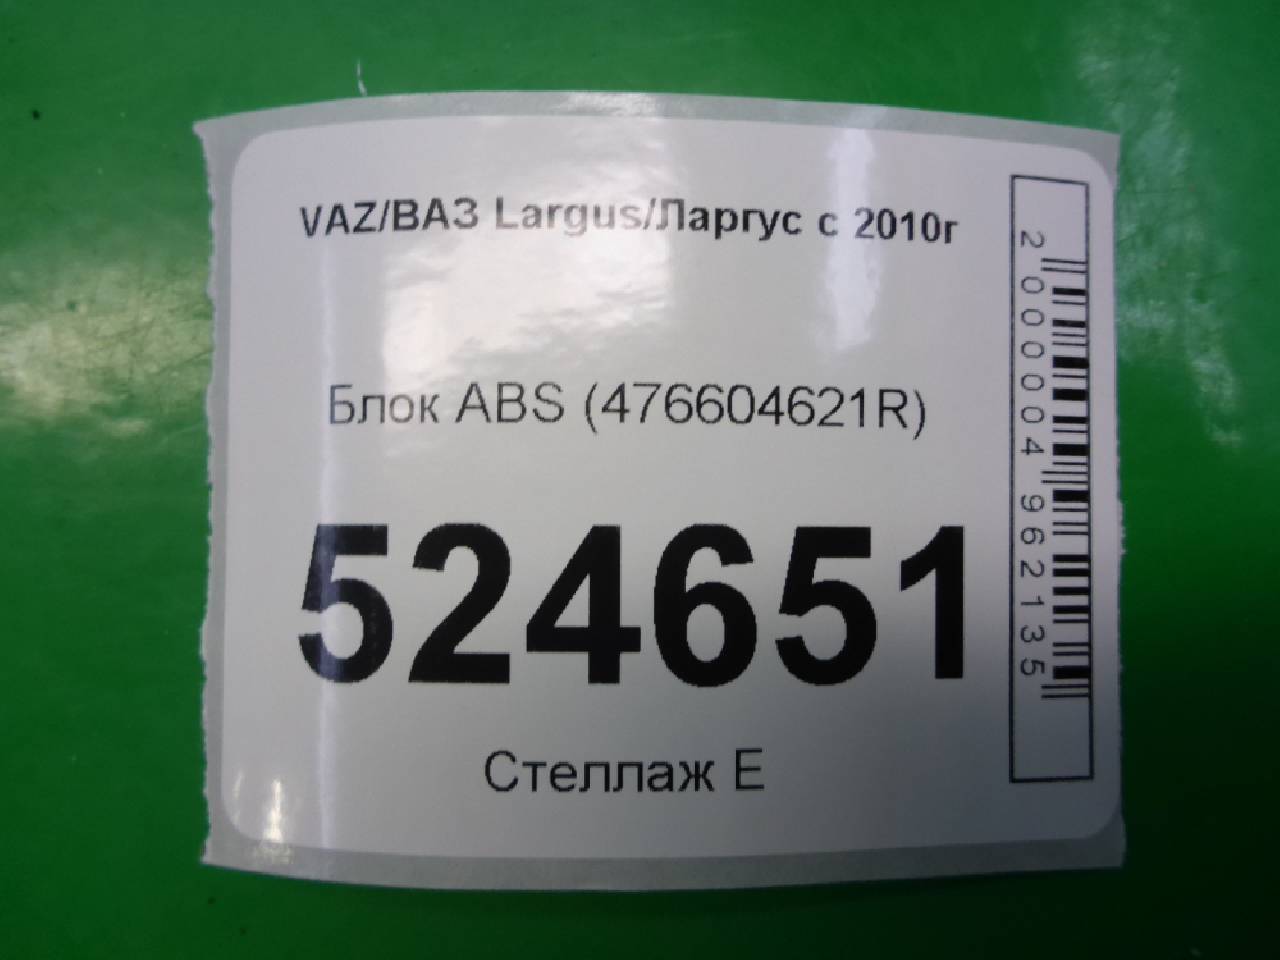 VAZ/ВАЗ Largus/Ларгус с 2010г
Блок ABS (476604621R)
524651
Стеллаж Е
2000004962135